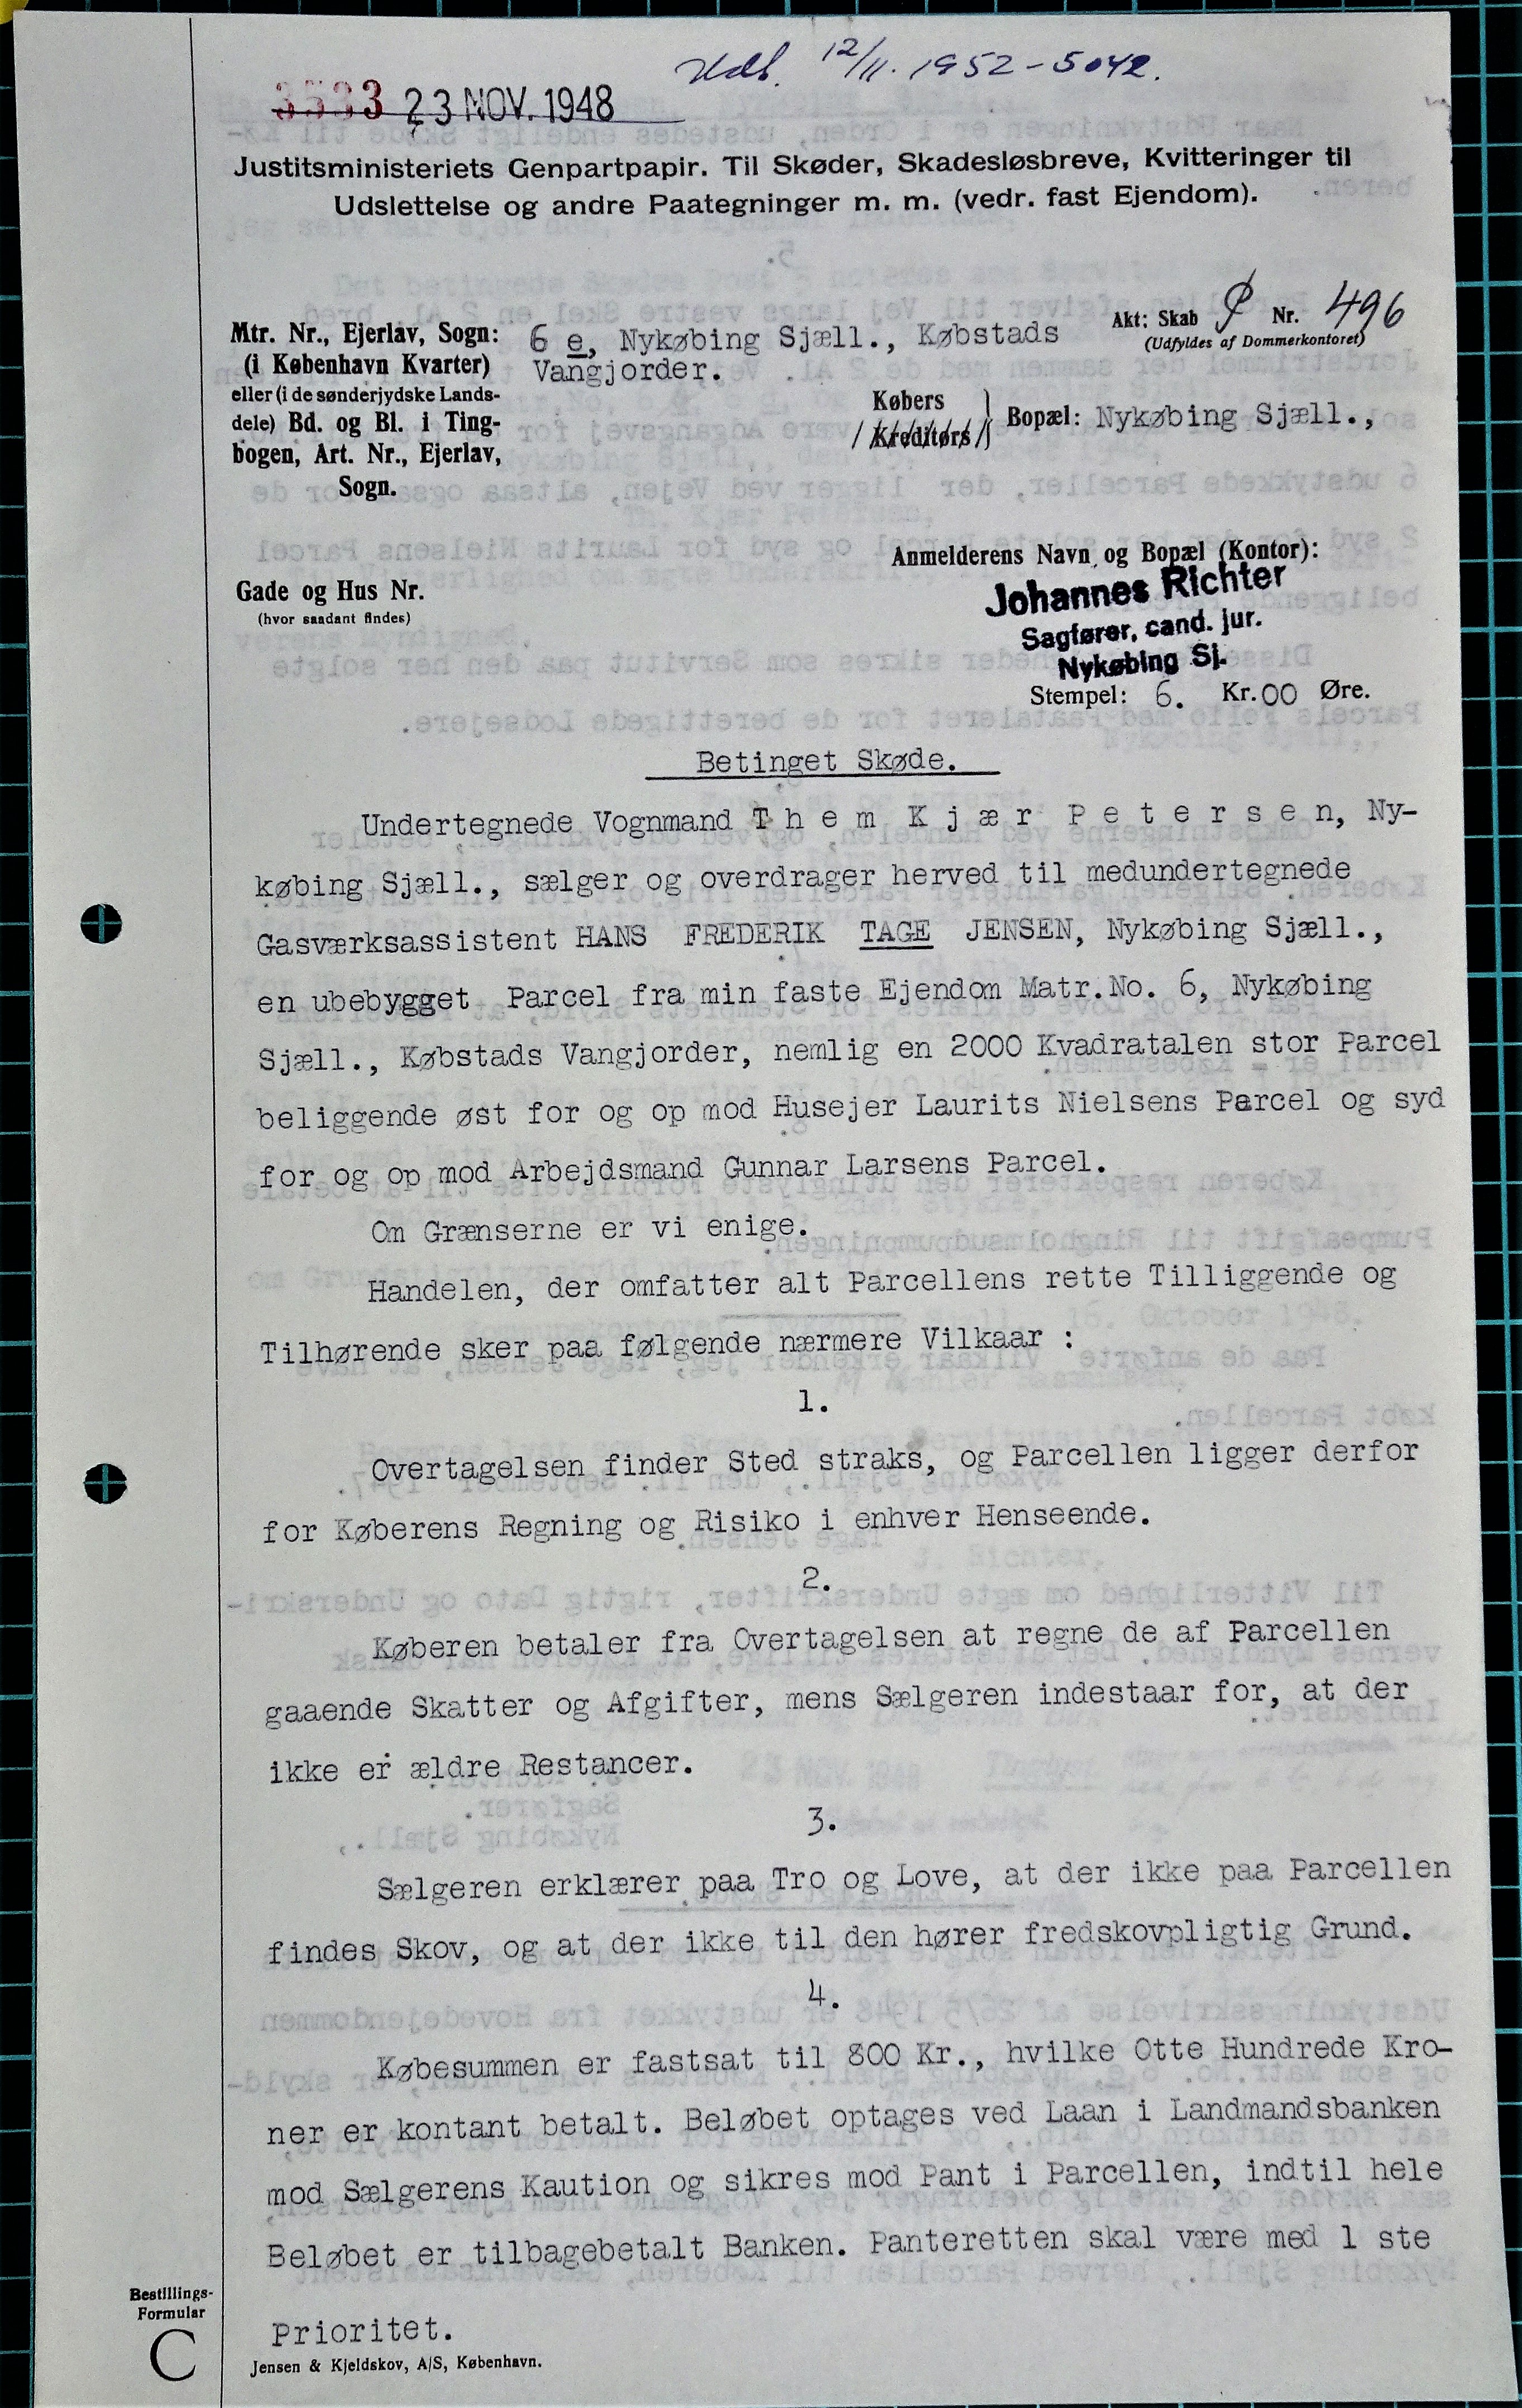 Udl. 12/11. 1952 - 5042.
3533 23 NOV. 1948
Justitsministeriets Genpartpapir. Til Skøder, Skadesløsbreve, Kvitteringer til
Udslettelse og andre Paategninger m. m. (vedr. fast Ejendom).
Akt: Skab P Nr. 496
(Udfyldes af Dommerkontoret)
Mtr. Nr., Ejerlav, Sogn: 6 e, Nykøbing Sjæll., Købstads
(i København Kvarter) Vangjorder.
eller (i de sønderjydske Lands-
dele) Bd. og Bl. i Ting-
bogen, Art. Nr., Ejerlav,
Sogn.
Købers
Kreditors
Bopæl: Nykøbing Sjæll.,
Gade og Hus Nr.
(hvor saadant findes)
Anmelderens Navn og Bopæl (Kontor):
Johannes Richter
Sagfører, cand. jur.
Nykøbing Sj.
Stempel: 6. Kr. 00 Øre.
Betinget Skøde.
Undertegnede Vognmand T h e m K j æ r P e t e r s e n, Ny-
købing Sjæll., sælger og overdrager herved til medundertegnede
Gasværksassistent HANS FREDERIK TAGE JENSEN, Nykøbing Sjæll.,
en ubebygget Parcel fra min faste Ejendom Matr.No. 6, Nykøbing
Sjæll., Købstads Vangjorder, nemlig en 2000 Kvadratalen stor Parcel
beliggende øst for og op mod Husejer Laurits Nielsens Parcel og syd
for og op mod Arbejdsmand Gunnar Larsens Parcel.
Om Grænserne er vi enige.
Handelen, der omfatter alt Parcellens rette Tilliggende og
Tilhørende sker paa følgende nærmere Vilkaar :
1.
Overtagelsen finder Sted straks, og Parcellen ligger derfor
for Køberens Regning og Risiko i enhver Henseende.
2.
Køberen betaler fra Overtagelsen at regne de af Parcellen
gaaende Skatter og Afgifter, mens Sælgeren indestaar for, at der
ikke er ældre Restancer.
3.
Sælgeren erklærer paa Tro og Love, at der ikke paa Parcellen
findes Skov, og at der ikke til den hører fredskovpligtig Grund.
4.
Købesummen er fastsat til 800 Kr., hvilke Otte Hundrede Kro-
ner er kontant betalt. Beløbet optages ved Laan i Landmandsbanken
mod Sælgerens Kaution og sikres mod Pant i Parcellen, indtil hele
Beløbet er tilbagebetalt Banken. Panteretten skal være med 1 ste
Prioritet.
Bestillings-
Formular
C
Jensen & Kjeldskov, A/S, København.